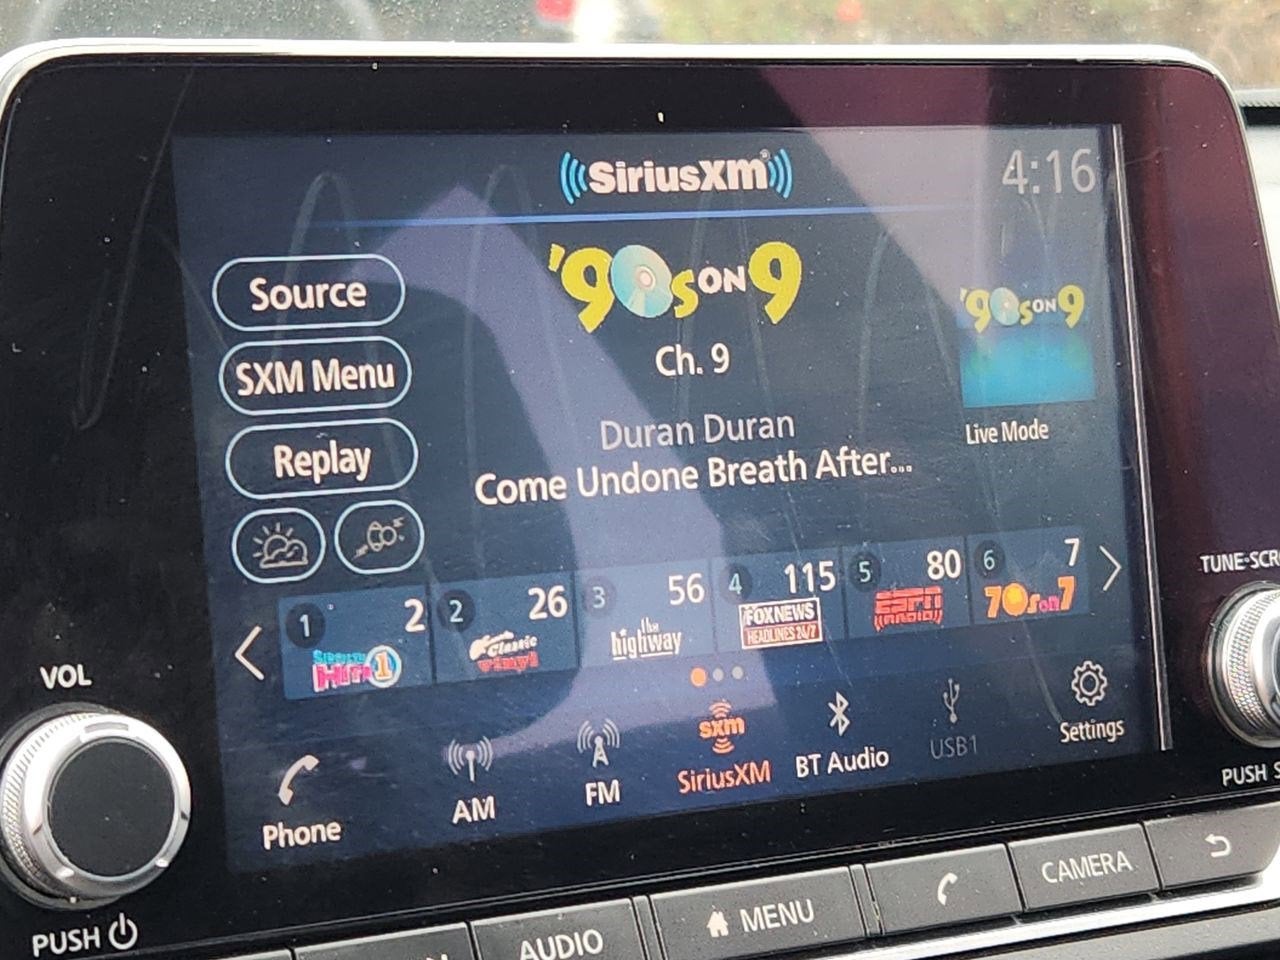 SiriusXM
4:16
'90s ON 9
'90s ON 9
Source
Ch. 9
SXM Menu
Duran Duran
Live Mode
Replay
Come Undone Breath After...
1 2
2 26
3 56
4 115
5 80
6 7
SiriusXM Hits 1
Classic Vinyl
the highway
FOX NEWS
HEADLINES 24/7
ESPN RADIO
70s on 7
TUNE-SCR
VOL
Phone
AM
FM
sxm
SiriusXM
BT Audio
USB1
Settings
PUSH
PUSH S
AUDIO
MENU
CAMERA